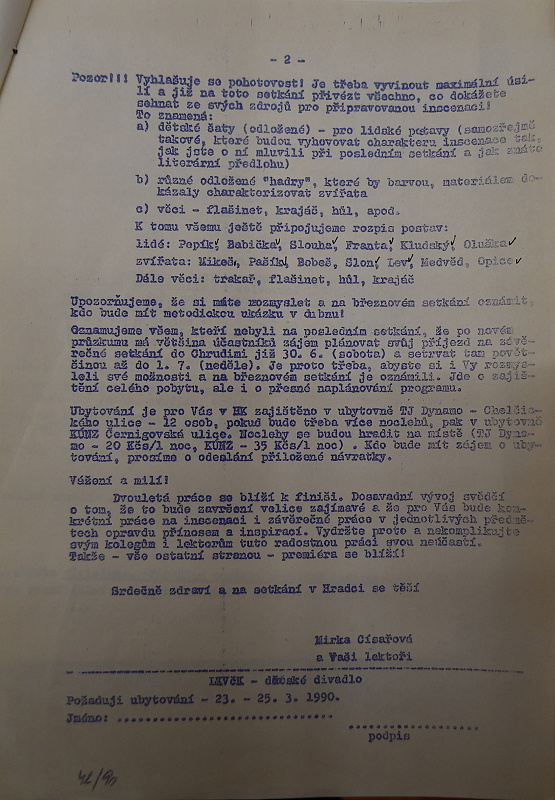 - 2 -
Pozor!!! Vyhlašuje se pohotovost! Je třeba vyvinout maximální úsi-
lí a již na toto setkání přivézt všechno, co dokážete
sehnat ze svých zdrojů pro připravovanou inscenaci!
To znamená:
a) dětské šaty (odložené) - pro lidské postavy (samozřejmě
takové, které budou vyhovovat charakteru inscenace tak,
jak jste o ní mluvili při posledním setkání a jak znáte
literární předlohu)
b) různé odložené "hadry", které by barvou, materiálem do-
kázaly charakterizovat zvířata
c) věci - flašinet, krajáč, hůl, apod.
K tomu všemu ještě připojujeme rozpis postav:
lidé: Pepík, Babička, Slouha, Franta, Kludský, Oluška
zvířata: Mikeš, Pašík, Bobeš, Slon, Lev, Medvěd, Opice
Dále věci: trakař, flašinet, hůl, krajáč
Upozorňujeme, že si máte rozmyslet a na březnovém setkání oznámit,
kdo bude mít metodickou ukázku v dubnu!
Oznamujeme všem, kteří nebyli na posledním setkání, že po novém
průzkumu má většina účastníků zájem plánovat svůj příjezd na závě-
rečné setkání do Chrudimi již 30. 6. (sobota) a setrvat tam povět-
činou až do 1. 7. (neděle). Je proto třeba, abyste si i Vy rozmys-
leli své možnosti a na březnovém setkání je oznámili. Jde o zajiš-
tění celého pobytu, ale i o přesné naplánování programu.
Ubytování je pro Vás v HK zajištěno v ubytovně TJ Dynamo - Chelčic-
kého ulice - 12 osob, pokud bude třeba více noclehů, pak v ubytovně
KÚNZ Černigovská ulice. Noclehy se budou hradit na místě (TJ Dyna-
mo - 20 Kčs/1 noc, KÚNZ - 35 Kčs/1 noc) . Kdo bude mít zájem o uby-
tování, prosíme o odeslání přiložené návratky.
Vážení a milí!
Dvouletá práce se blíží k finiši. Dosavadní vývoj svědčí
o tom, že to bude završení velice zajímavé a že pro Vás bude kon-
krétní práce na inscenaci i závěrečné práce v jednotlivých předmě-
tech opravdu přínosem a inspirací. Vydržte proto a nekomplikujte
svým kolegům i lektorům tuto radostnou práci svou neúčastí.
Takže - vše ostatní stranou - premiéra se blíží!
Srdečně zdraví a na setkání v Hradci se těší
Mirka Císařová
a Vaši lektoři
LKVČK - dětské divadlo
Požaduji ubytování - 23. - 25. 3. 1990.
Jméno: ................................
podpis